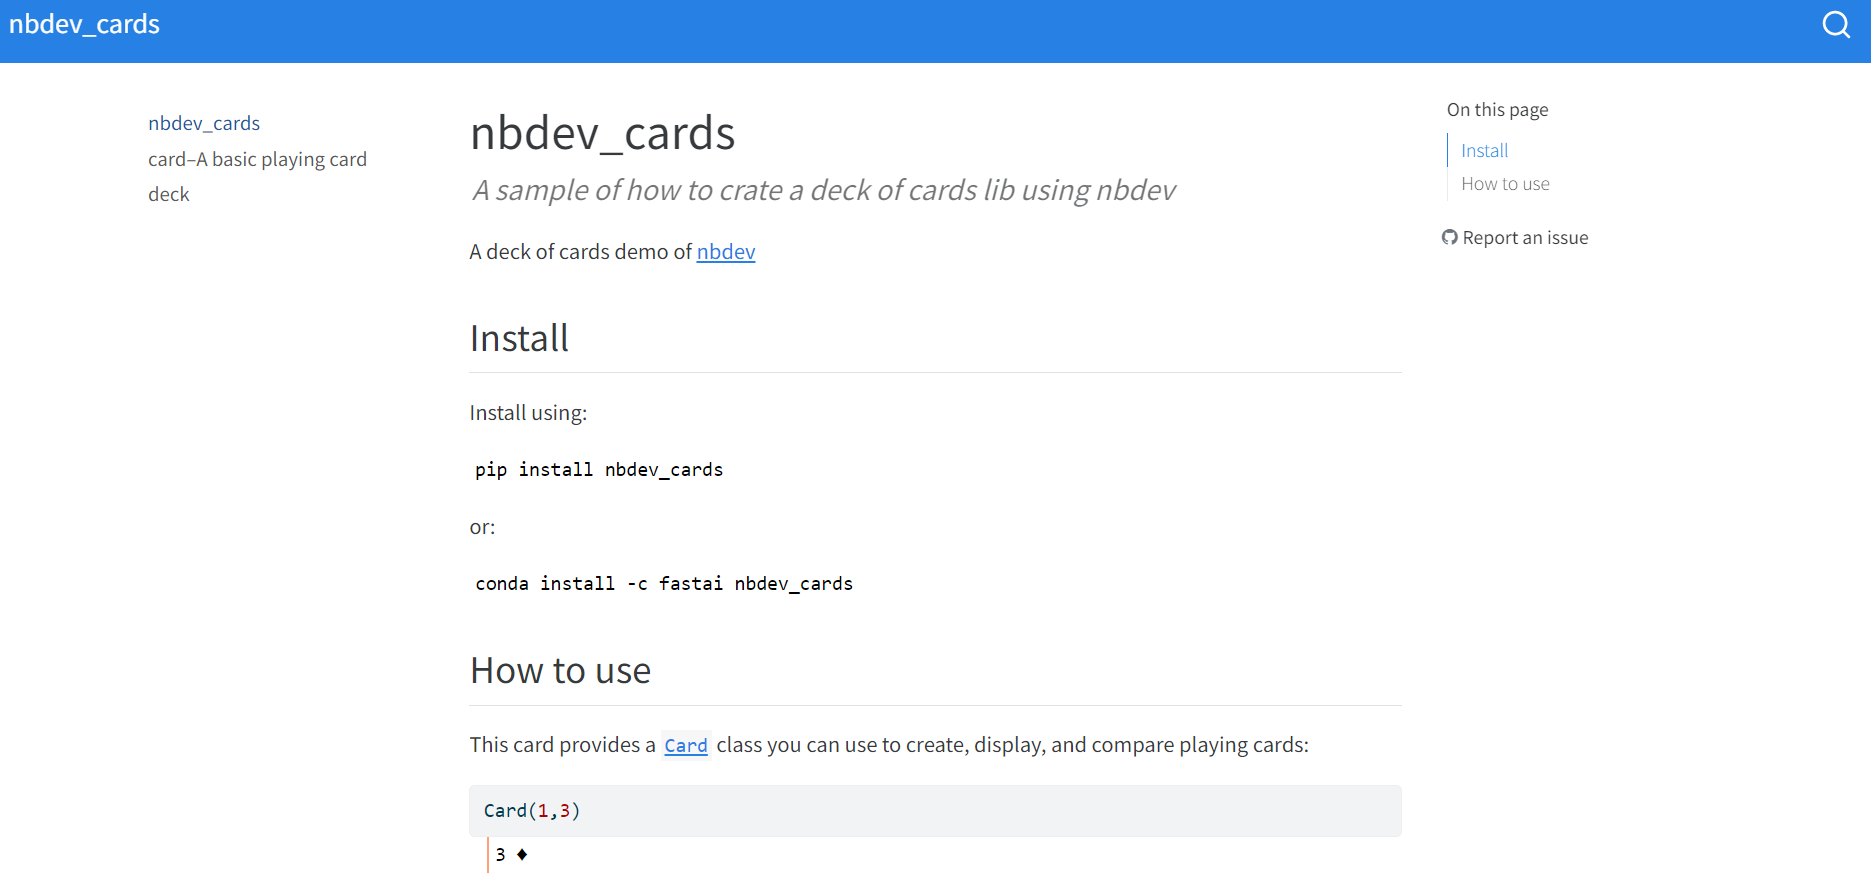 nbdev_cards
nbdev_cards
card–A basic playing card
deck
nbdev_cards
A sample of how to crate a deck of cards lib using nbdev
A deck of cards demo of nbdev
Install
Install using:
pip install nbdev_cards
or:
conda install -c fastai nbdev_cards
How to use
This card provides a Card class you can use to create, display, and compare playing cards:
Card(1,3)
3 ♦
On this page
Install
How to use
Report an issue